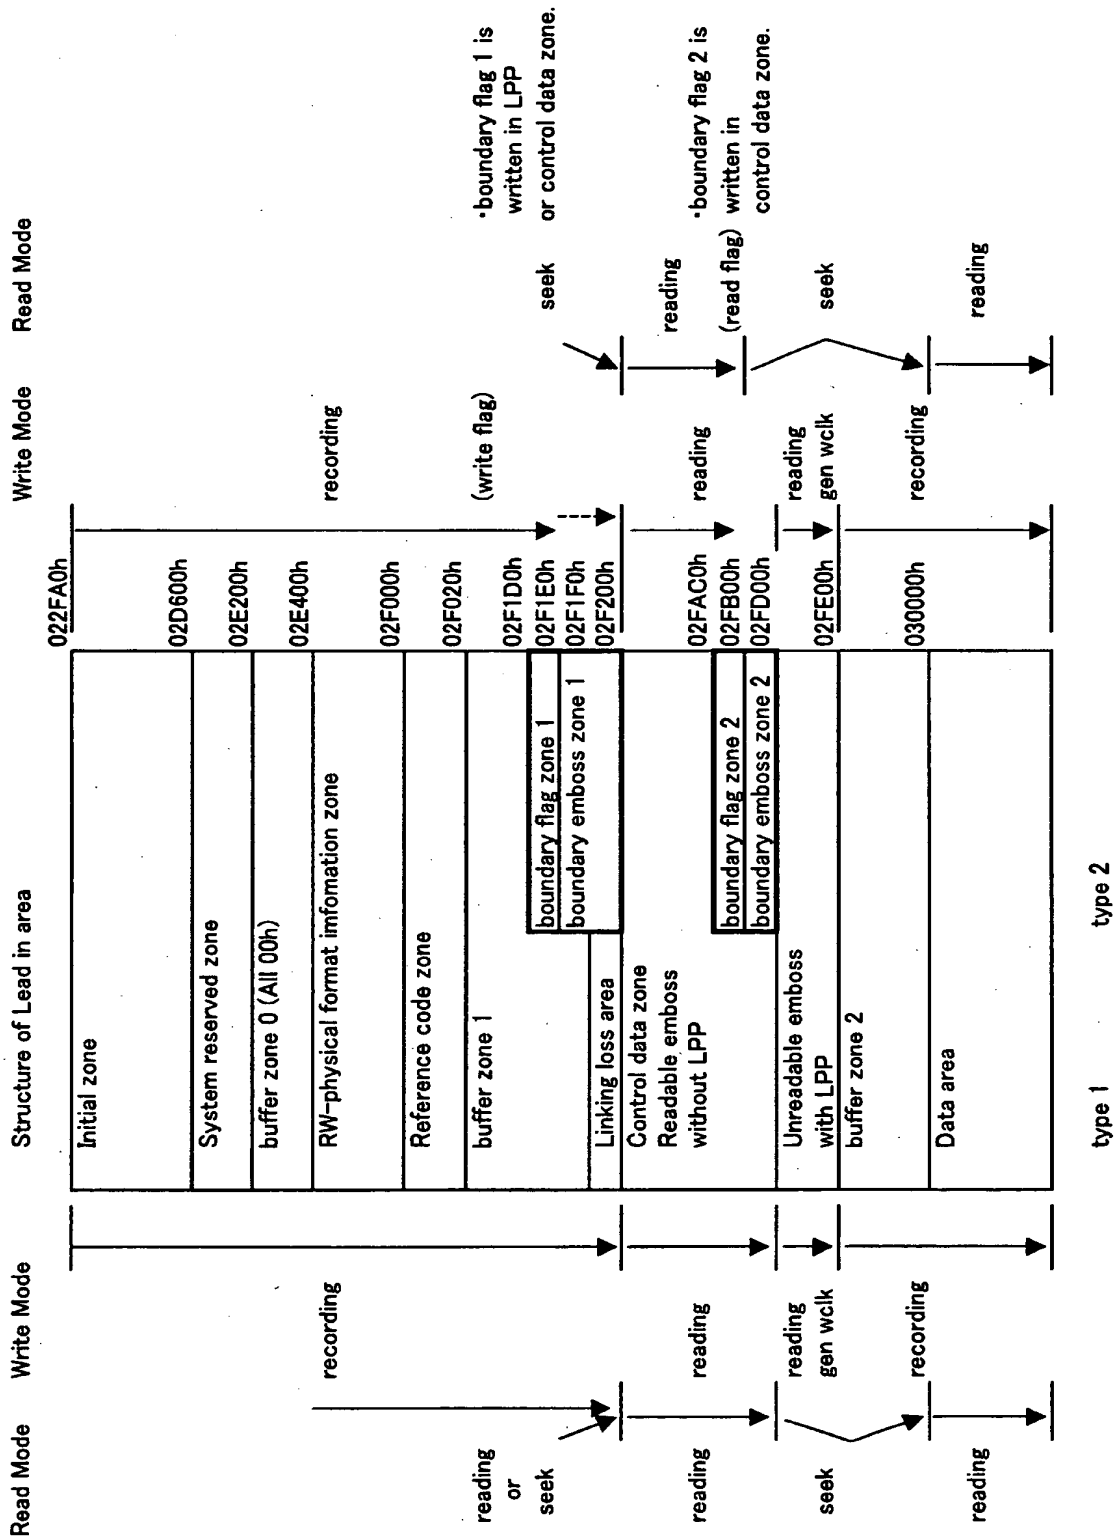 Structure of Lead in area
Read Mode
Write Mode
Write Mode
Read Mode
Initial zone
System reserved zone
buffer zone 0 (All 00h)
RW-physical format imfomation zone
Reference code zone
buffer zone 1
boundary flag zone 1
boundary emboss zone 1
Linking loss area
Control data zone
Readable emboss
without LPP
boundary flag zone 2
boundary emboss zone 2
Unreadable emboss
with LPP
buffer zone 2
Data area
type 1
type 2
022FA0h
02D600h
02E200h
02E400h
02F000h
02F020h
02F1D0h
02F1E0h
02F1F0h
02F200h
02FAC0h
02FB00h
02FD00h
02FE00h
030000h
reading
or
seek
reading
seek
reading
recording
reading
reading
gen wclk
recording
recording
(write flag)
reading
reading
gen wclk
recording
seek
reading
(read flag)
seek
reading
・boundary flag 1 is
written in LPP
or control data zone.
・boundary flag 2 is
written in
control data zone.